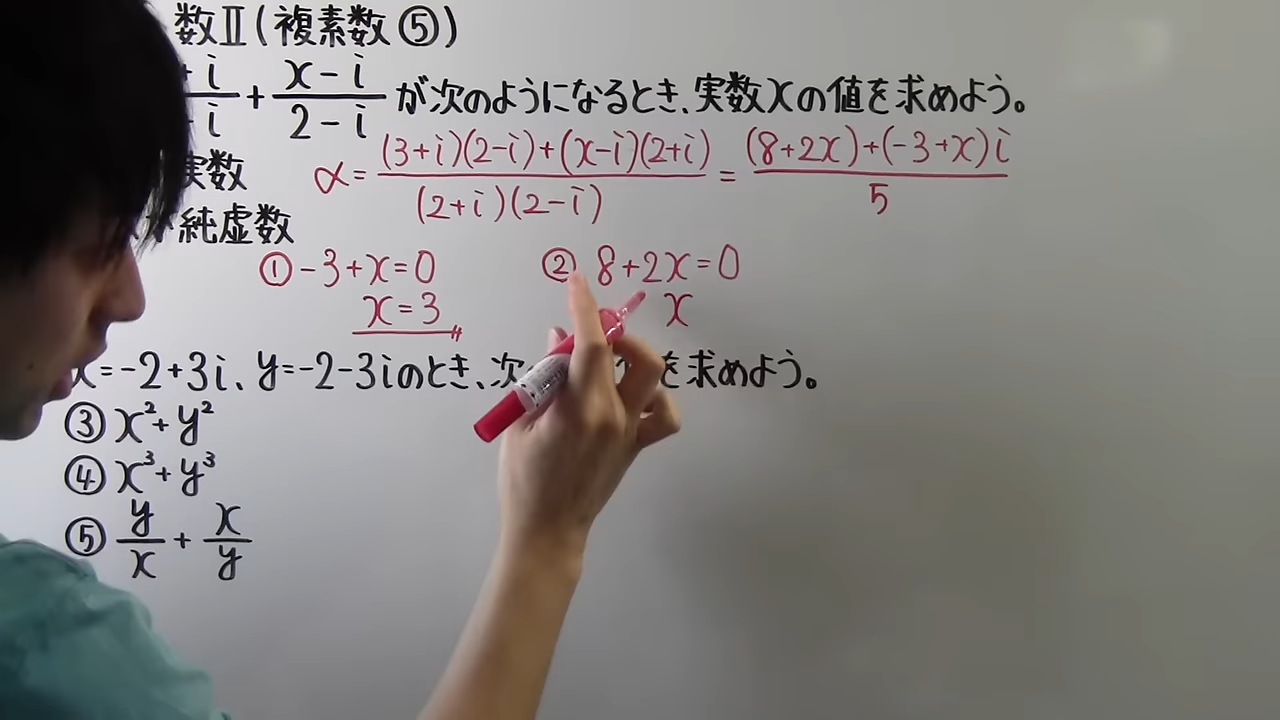 数Ⅱ(複素数⑤)
i/i + (x-i)/(2-i) が次のようになるとき、実数xの値を求めよう。
実数
α = ((3+i)(2-i)+(x-i)(2+i))/((2+i)(2-i)) = ((8+2x)+(-3+x)i)/5
純虚数
① -3+x=0
x=3
② 8+2x=0
x
x=-2+3i、y=-2-3iのとき、次 を求めよう。
③ x²+y²
④ x³+y³
⑤ y/x + x/y